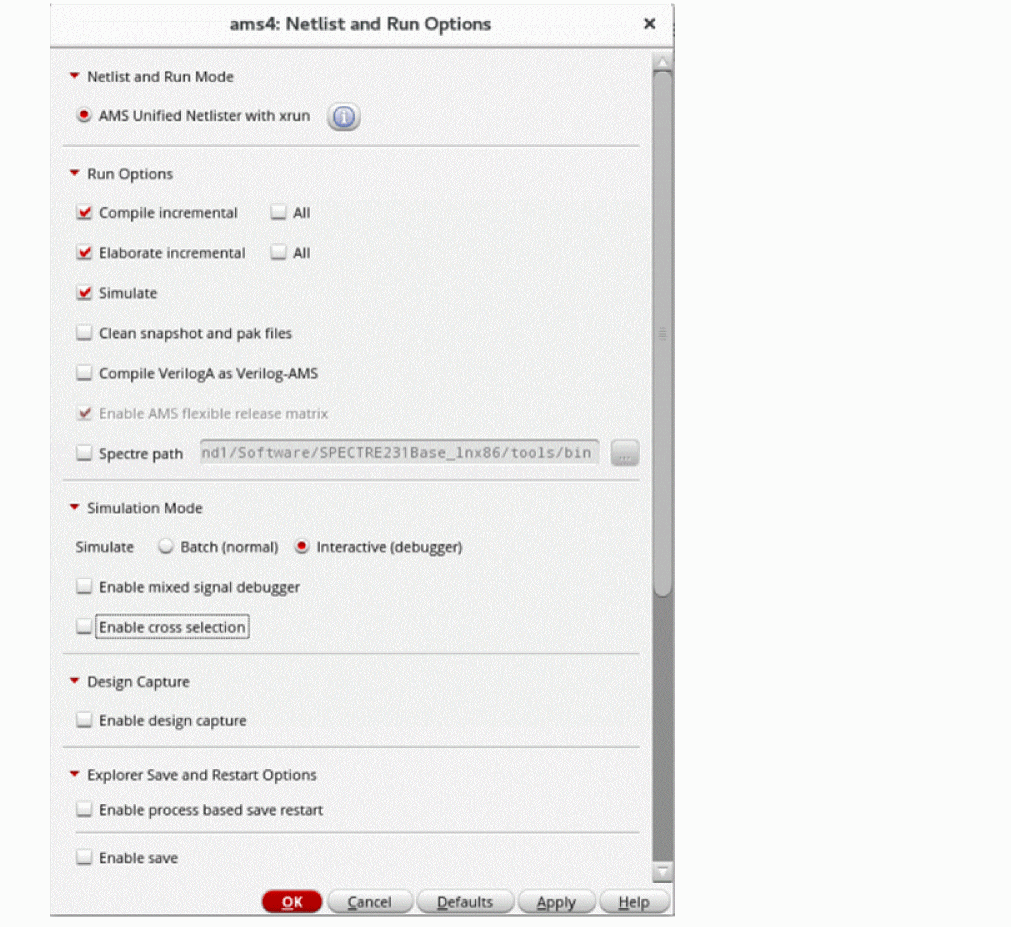 ams4: Netlist and Run Options
Netlist and Run Mode
AMS Unified Netlister with xrun
Run Options
Compile incremental All
Elaborate incremental All
Simulate
Clean snapshot and pak files
Compile VerilogA as Verilog-AMS
Enable AMS flexible release matrix
Spectre path nd1/Software/SPECTRE231Base_lnx86/tools/bin ...
Simulation Mode
Simulate Batch (normal) Interactive (debugger)
Enable mixed signal debugger
Enable cross selection
Design Capture
Enable design capture
Explorer Save and Restart Options
Enable process based save restart
Enable save
OK Cancel Defaults Apply Help